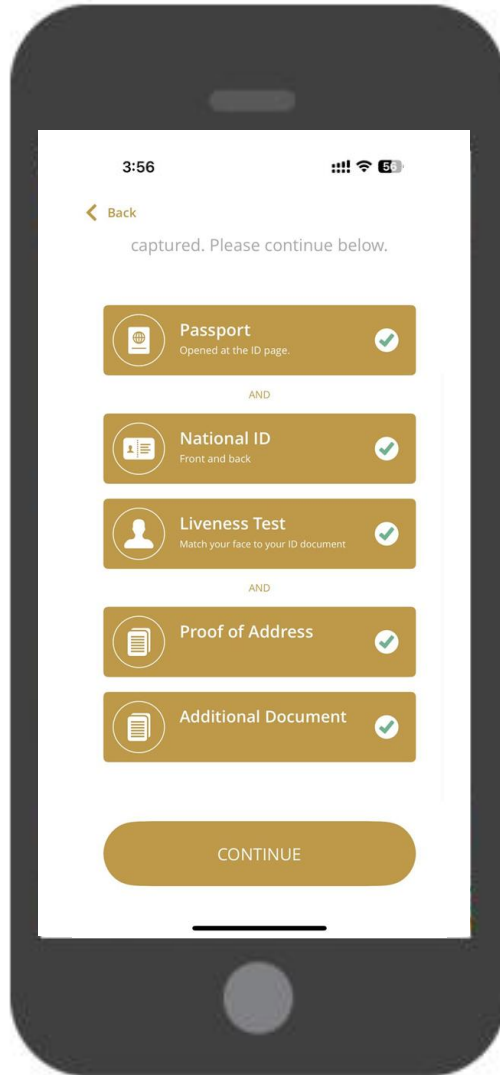 3:56
56
Back
captured. Please continue below.
Passport
Opened at the ID page.
AND
National ID
Front and back
Liveness Test
Match your face to your ID document
AND
Proof of Address
Additional Document
CONTINUE